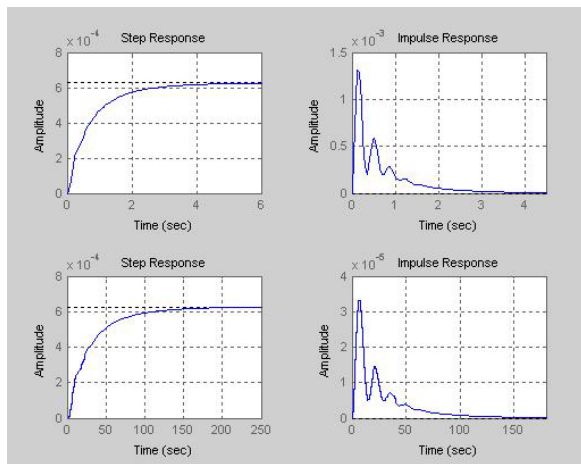 x 10⁻⁴ Step Response
8
6
4
2
0
Amplitude
0 2 4 6
Time (sec)
x 10⁻³ Impulse Response
1.5
1
0.5
0
Amplitude
0 1 2 3 4
Time (sec)
x 10⁻⁴ Step Response
8
6
4
2
0
Amplitude
0 50 100 150 200 250
Time (sec)
x 10⁻⁵ Impulse Response
4
3
2
1
0
Amplitude
0 50 100 150
Time (sec)